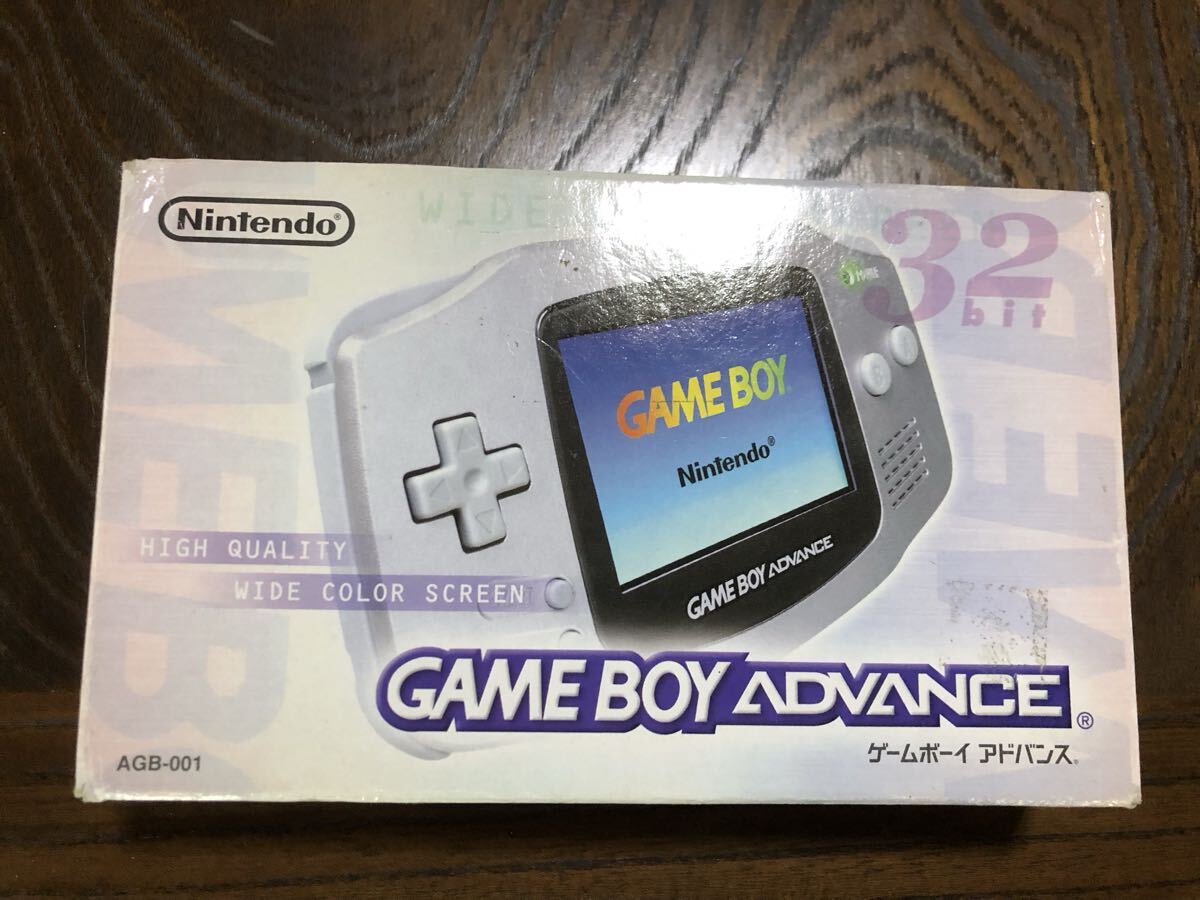 Nintendo®
WIDE
32
bit
GAME BOY
Nintendo®
GAME BOY ADVANCE
HIGH QUALITY
WIDE COLOR SCREEN
GAME BOY ADVANCE®
ゲームボーイ アドバンス®
AGB-001